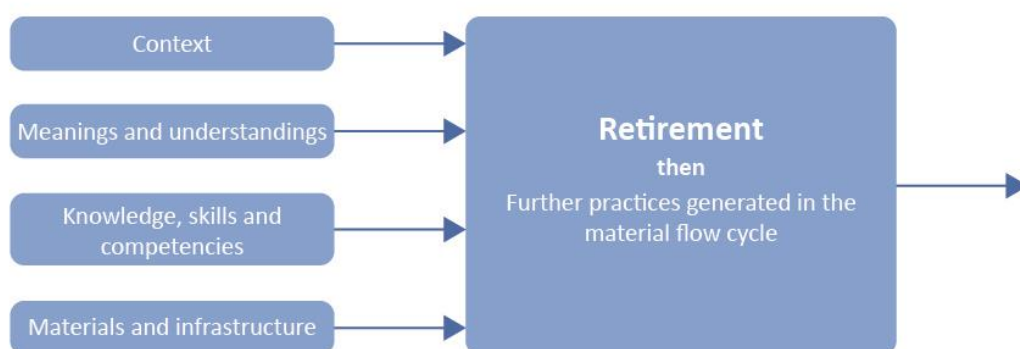 Context
Meanings and understandings
Knowledge, skills and
competencies
Materials and infrastructure
Retirement
then
Further practices generated in the
material flow cycle